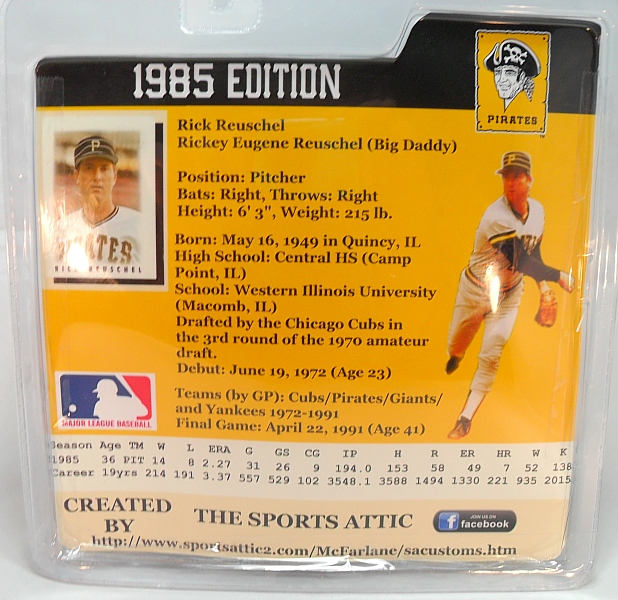 1985 EDITION
PIRATES
Rick Reuschel
Rickey Eugene Reuschel (Big Daddy)
Position: Pitcher
Bats: Right, Throws: Right
Height: 6' 3", Weight: 215 lb.
Born: May 16, 1949 in Quincy, IL
High School: Central HS (Camp
Point, IL)
School: Western Illinois University
(Macomb, IL)
Drafted by the Chicago Cubs in
the 3rd round of the 1970 amateur
draft.
Debut: June 19, 1972 (Age 23)
Teams (by GP): Cubs/Pirates/Giants/
and Yankees 1972-1991
Final Game: April 22, 1991 (Age 41)
P
PIRATES
RICK REUSCHEL
MAJOR LEAGUE BASEBALL
Season Age TM W L ERA G GS CG IP H R ER HR W K
1985 36 PIT 14 8 2.27 31 26 9 194.0 153 58 49 7 52 138
Career 19yrs 214 191 3.37 557 529 102 3548.1 3588 1494 1330 221 935 2015
CREATED
BY
THE SPORTS ATTIC
JOIN US ON
facebook
http://www.sportsattic2.com/McFarlane/sacustoms.htm